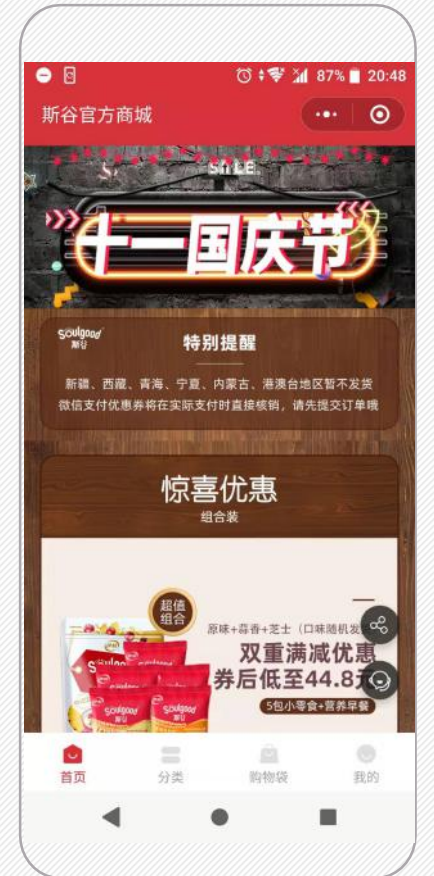 87% 20:48
斯谷官方商城
SALE
十一国庆节
Soulgood
斯谷
特别提醒
新疆、西藏、青海、宁夏、内蒙古、港澳台地区暂不发货
微信支付优惠券将在实际支付时直接核销，请先提交订单哦
惊喜优惠
组合装
超值
组合
原味+蒜香+芝士（口味随机发
双重满减优惠
券后低至44.8元
5包小零食+营养早餐
Soulgood
斯谷
Soulgood
斯谷
首页
分类
购物袋
我的